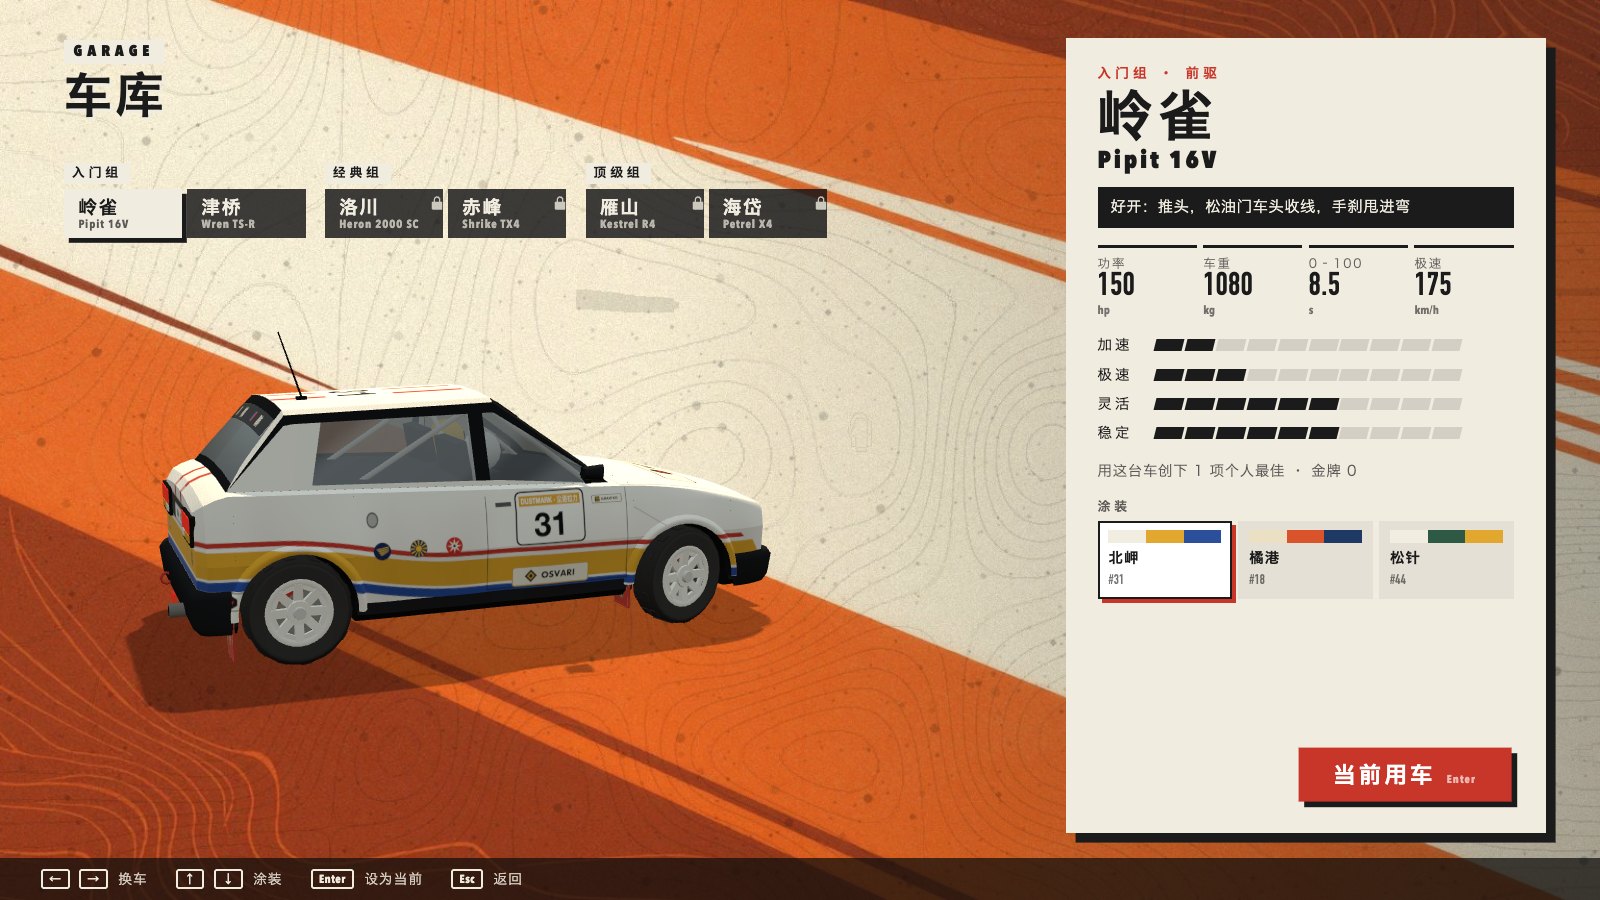 GARAGE
车库
入门组
经典组
顶级组
岭雀
Pipit 16V
津桥
Wren TS-R
洛川
Heron 2000 SC
赤峰
Shrike TX4
雁山
Kestrel R4
海岱
Petrel X4
31
OSVARI
入门组 · 前驱
岭雀
Pipit 16V
好开：推头，松油门车头收线，手刹甩进弯
功率
150
hp
车重
1080
kg
0-100
8.5
s
极速
175
km/h
加速
极速
灵活
稳定
用这台车创下 1 项个人最佳 · 金牌 0
涂装
北岬
#31
橘港
#18
松针
#44
当前用车 Enter
← → 换车 ↑ ↓ 涂装 Enter 设为当前 Esc 返回